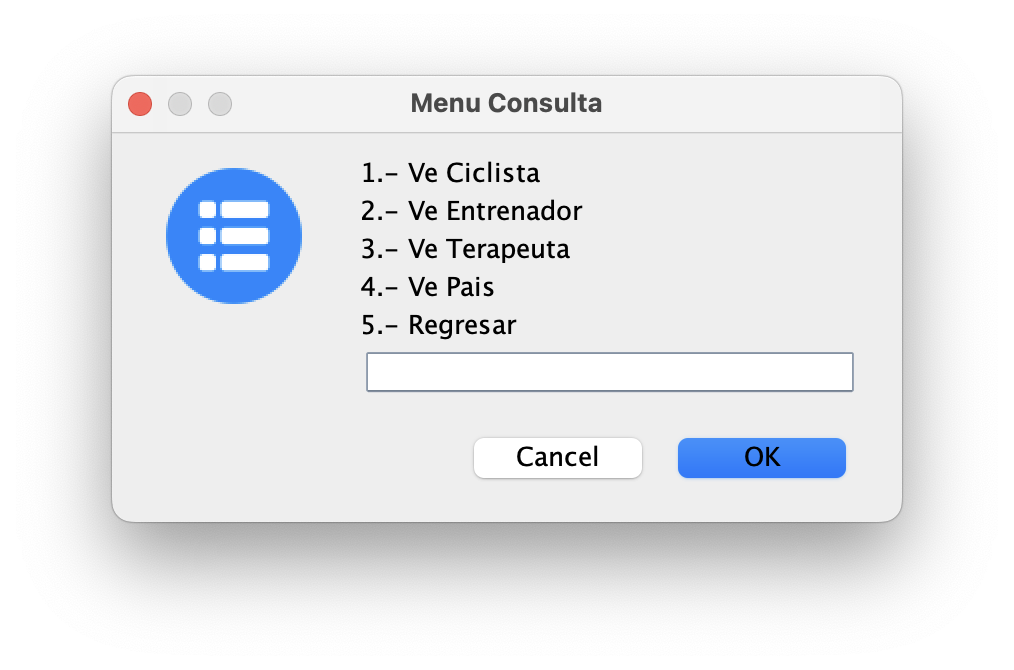 Menu Consulta
1.- Ve Ciclista
2.- Ve Entrenador
3.- Ve Terapeuta
4.- Ve Pais
5.- Regresar
Cancel
OK